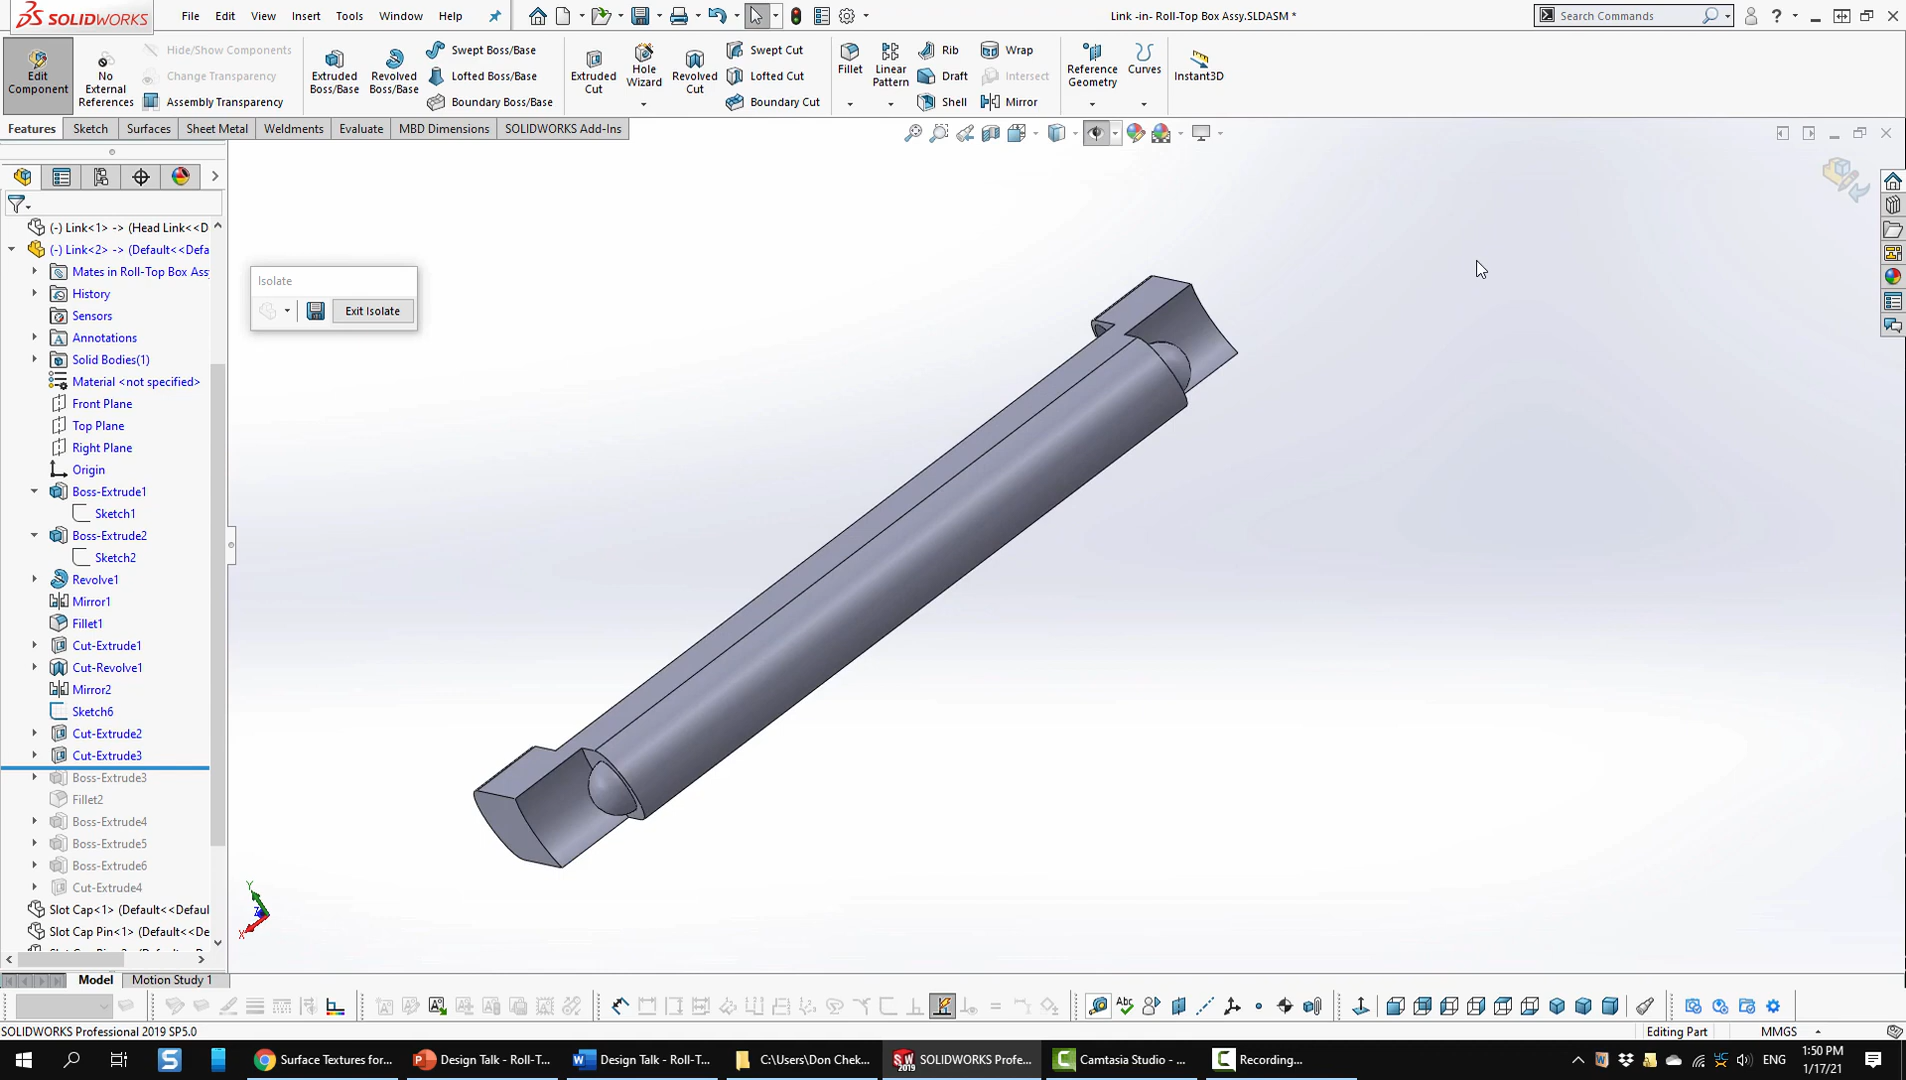 SOLIDWORKS
File Edit View Insert Tools Window Help
Link -in- Roll-Top Box Assy.SLDASM *
Search Commands
Edit Component
No External References
Hide/Show Components
Change Transparency
Assembly Transparency
Extruded Boss/Base
Revolved Boss/Base
Swept Boss/Base
Lofted Boss/Base
Boundary Boss/Base
Extruded Cut
Hole Wizard
Revolved Cut
Swept Cut
Lofted Cut
Boundary Cut
Fillet
Linear Pattern
Rib
Draft
Shell
Wrap
Intersect
Mirror
Reference Geometry
Curves
Instant3D
Features Sketch Surfaces Sheet Metal Weldments Evaluate MBD Dimensions SOLIDWORKS Add-Ins
(-) Link<1> -> (Head Link<<D
(-) Link<2> -> (Default<<Defa
Mates in Roll-Top Box Ass
History
Sensors
Annotations
Solid Bodies(1)
Material <not specified>
Front Plane
Top Plane
Right Plane
Origin
Boss-Extrude1
Sketch1
Boss-Extrude2
Sketch2
Revolve1
Mirror1
Fillet1
Cut-Extrude1
Cut-Revolve1
Mirror2
Sketch6
Cut-Extrude2
Cut-Extrude3
Boss-Extrude3
Fillet2
Boss-Extrude4
Boss-Extrude5
Boss-Extrude6
Cut-Extrude4
Slot Cap<1> (Default<<Defaul
Slot Cap Pin<1> (Default<<De
Isolate
Exit Isolate
Y
Z
X
Model Motion Study 1
SOLIDWORKS Professional 2019 SP5.0
Editing Part MMGS
Surface Textures for...
Design Talk - Roll-T...
Design Talk - Roll-T...
C:\Users\Don Chek...
SOLIDWORKS Profe...
Camtasia Studio - ...
Recording...
ENG
1:50 PM
1/17/21